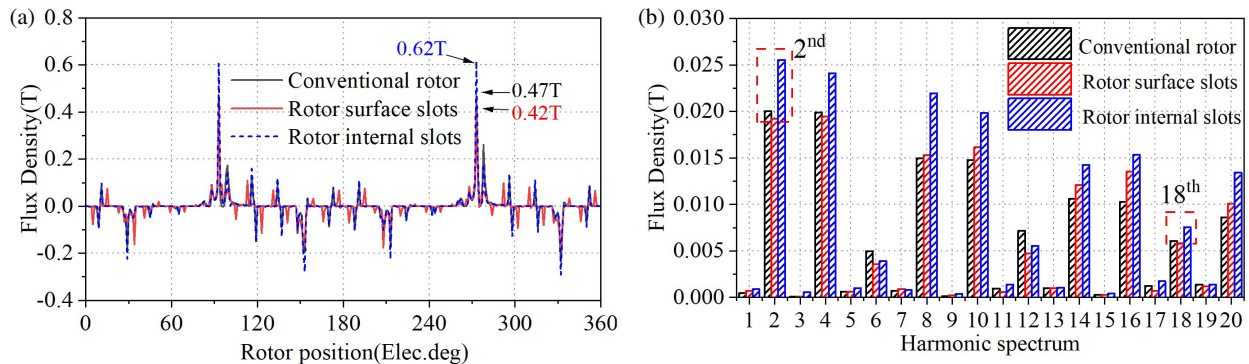 (a)
Flux Density(T)
0.8
0.6
0.4
0.2
0.0
-0.2
-0.4
0.62T
0.47T
0.42T
Conventional rotor
Rotor surface slots
Rotor internal slots
0 60 120 180 240 300 360
Rotor position(Elec.deg)
(b)
Flux Density(T)
0.030
0.025
0.020
0.015
0.010
0.005
0.000
2nd
18th
Conventional rotor
Rotor surface slots
Rotor internal slots
1 2 3 4 5 6 7 8 9 10 11 12 13 14 15 16 17 18 19 20
Harmonic spectrum